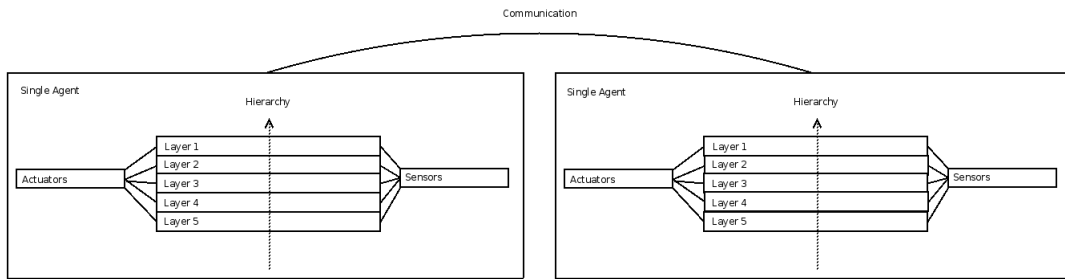 Communication
Single Agent
Hierarchy
Layer 1
Layer 2
Layer 3
Layer 4
Layer 5
Actuators
Sensors
Single Agent
Hierarchy
Layer 1
Layer 2
Layer 3
Layer 4
Layer 5
Actuators
Sensors